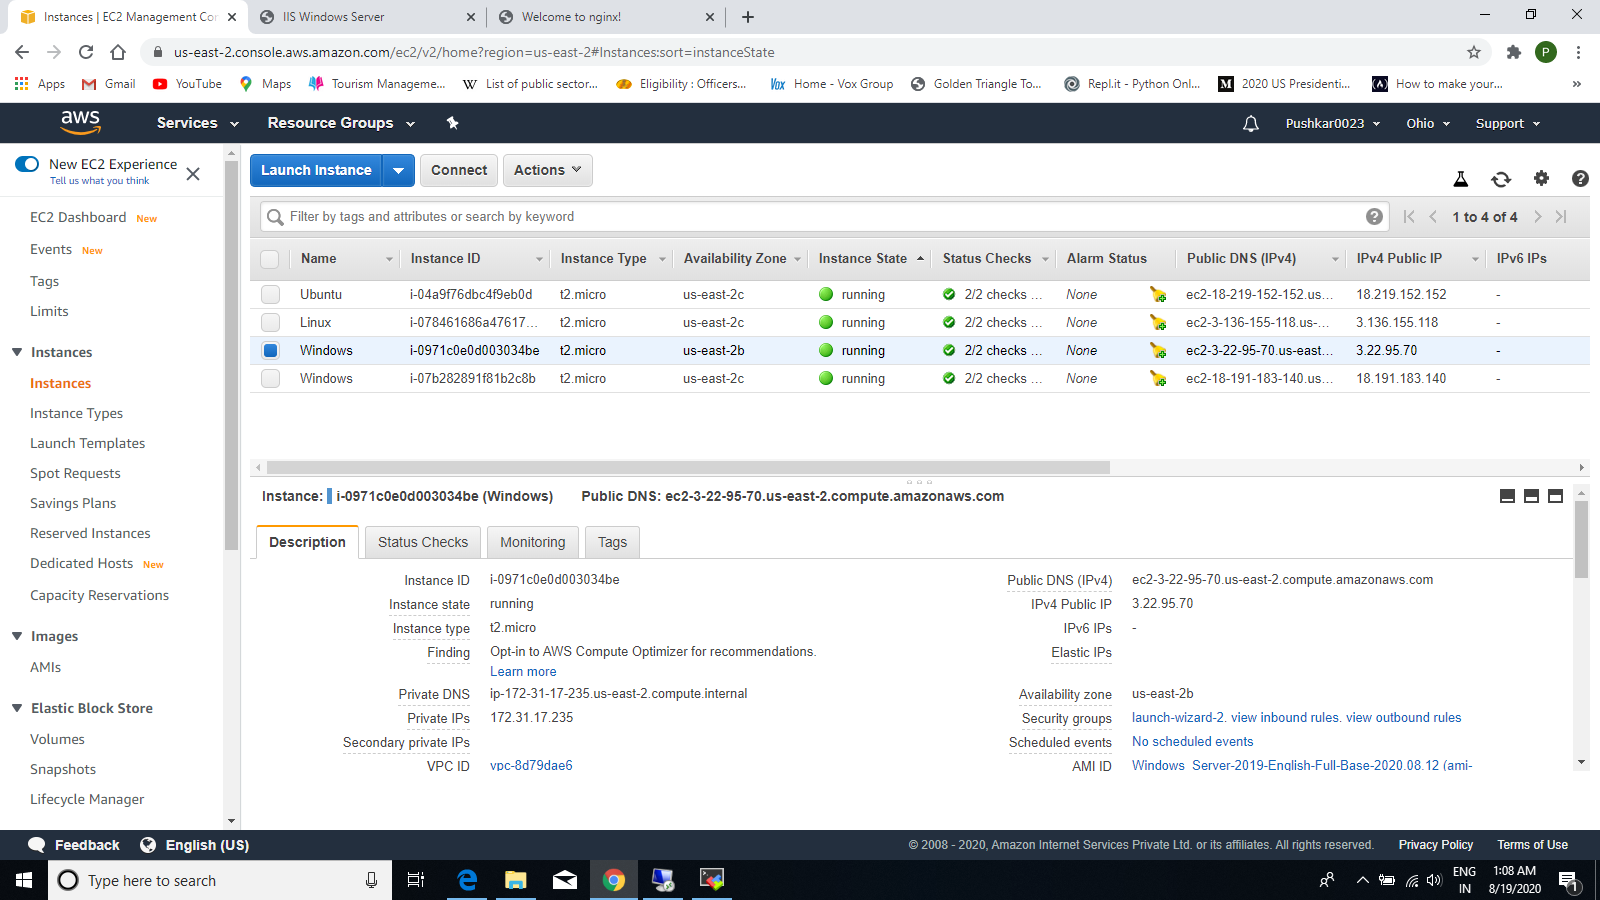 Instances | EC2 Management Cor
IIS Windows Server
Welcome to nginx!
us-east-2.console.aws.amazon.com/ec2/v2/home?region=us-east-2#Instances:sort=instanceState
P
Apps
Gmail
YouTube
Maps
Tourism Manageme...
W List of public sector...
Eligibility : Officers...
Vox Home - Vox Group
Golden Triangle To...
Repl.it - Python Onl...
M 2020 US Presidenti...
How to make your...
»
aws
Services
Resource Groups
Pushkar0023
Ohio
Support
New EC2 Experience
Tell us what you think
EC2 Dashboard New
Events New
Tags
Limits
Instances
Instances
Instance Types
Launch Templates
Spot Requests
Savings Plans
Reserved Instances
Dedicated Hosts New
Capacity Reservations
Images
AMIs
Elastic Block Store
Volumes
Snapshots
Lifecycle Manager
Launch Instance
Connect
Actions
Filter by tags and attributes or search by keyword
1 to 4 of 4
Name Instance ID Instance Type Availability Zone Instance State Status Checks Alarm Status Public DNS (IPv4) IPv4 Public IP IPv6 IPs
Ubuntu i-04a9f76dbc4f9eb0d t2.micro us-east-2c running 2/2 checks ... None ec2-18-219-152-152.us... 18.219.152.152 -
Linux i-078461686a47617... t2.micro us-east-2c running 2/2 checks ... None ec2-3-136-155-118.us-... 3.136.155.118 -
Windows i-0971c0e0d003034be t2.micro us-east-2b running 2/2 checks ... None ec2-3-22-95-70.us-east... 3.22.95.70 -
Windows i-07b282891f81b2c8b t2.micro us-east-2c running 2/2 checks ... None ec2-18-191-183-140.us... 18.191.183.140 -
Instance: i-0971c0e0d003034be (Windows) Public DNS: ec2-3-22-95-70.us-east-2.compute.amazonaws.com
Description Status Checks Monitoring Tags
Instance ID i-0971c0e0d003034be
Instance state running
Instance type t2.micro
Finding Opt-in to AWS Compute Optimizer for recommendations.
Learn more
Private DNS ip-172-31-17-235.us-east-2.compute.internal
Private IPs 172.31.17.235
Secondary private IPs
VPC ID vpc-8d79dae6
Public DNS (IPv4) ec2-3-22-95-70.us-east-2.compute.amazonaws.com
IPv4 Public IP 3.22.95.70
IPv6 IPs -
Elastic IPs
Availability zone us-east-2b
Security groups launch-wizard-2. view inbound rules. view outbound rules
Scheduled events No scheduled events
AMI ID Windows_Server-2019-English-Full-Base-2020.08.12 (ami-
Feedback
English (US)
© 2008 - 2020, Amazon Internet Services Private Ltd. or its affiliates. All rights reserved.
Privacy Policy
Terms of Use
Type here to search
ENG
IN
1:08 AM
8/19/2020
1